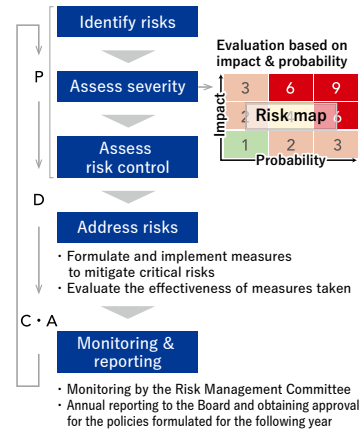 Identify risks
Evaluation based on
impact & probability
P
Assess severity
3 6 9
Impact
2 4 6
Risk map
Assess
risk control
1 2 3
Probability
D
Address risks
・Formulate and implement measures
to mitigate critical risks
・Evaluate the effectiveness of measures taken
C・A
Monitoring &
reporting
・Monitoring by the Risk Management Committee
・Annual reporting to the Board and obtaining approval
for the policies formulated for the following year